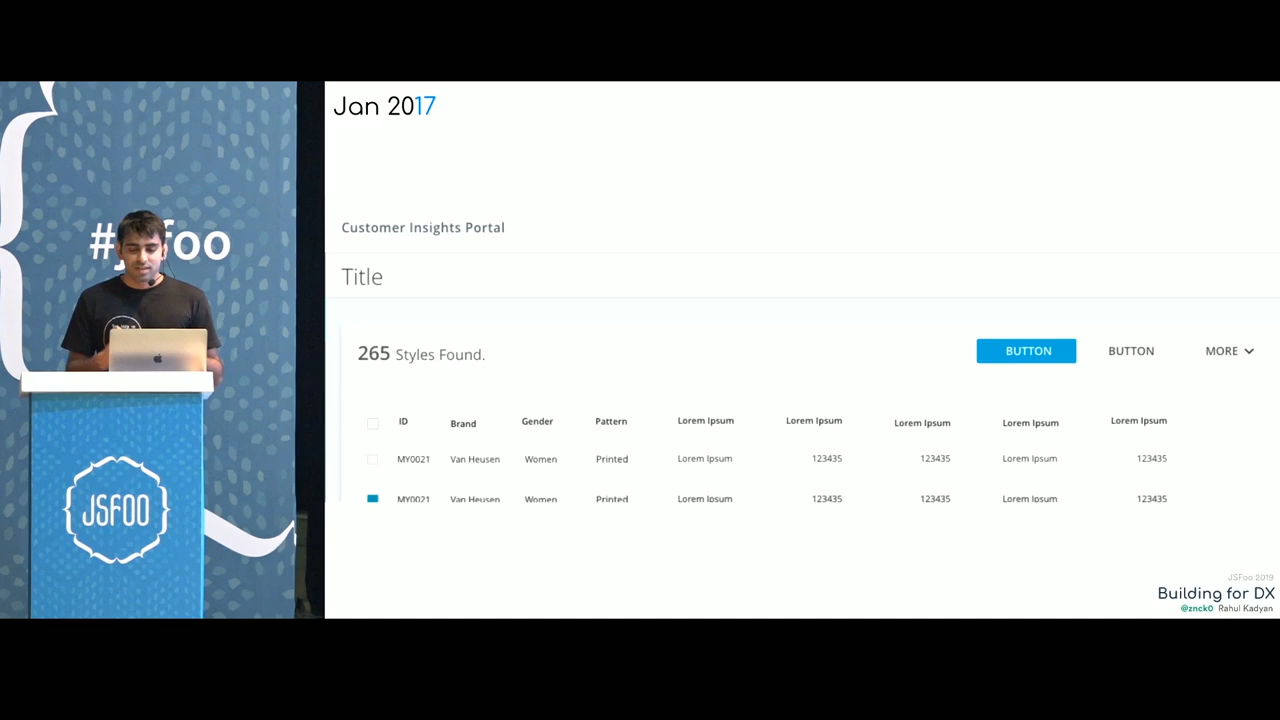 #jsfoo
JSFOO
Jan 2017
Customer Insights Portal
Title
265 Styles Found.
BUTTON BUTTON MORE
ID Brand Gender Pattern Lorem Ipsum Lorem Ipsum Lorem Ipsum Lorem Ipsum Lorem Ipsum
MY0021 Van Heusen Women Printed Lorem Ipsum 123435 123435 Lorem Ipsum 123435
MY0021 Van Heusen Women Printed Lorem Ipsum 123435 123435 Lorem Ipsum 123435
JSFoo 2019
Building for DX
@znck0 Rahul Kadyan